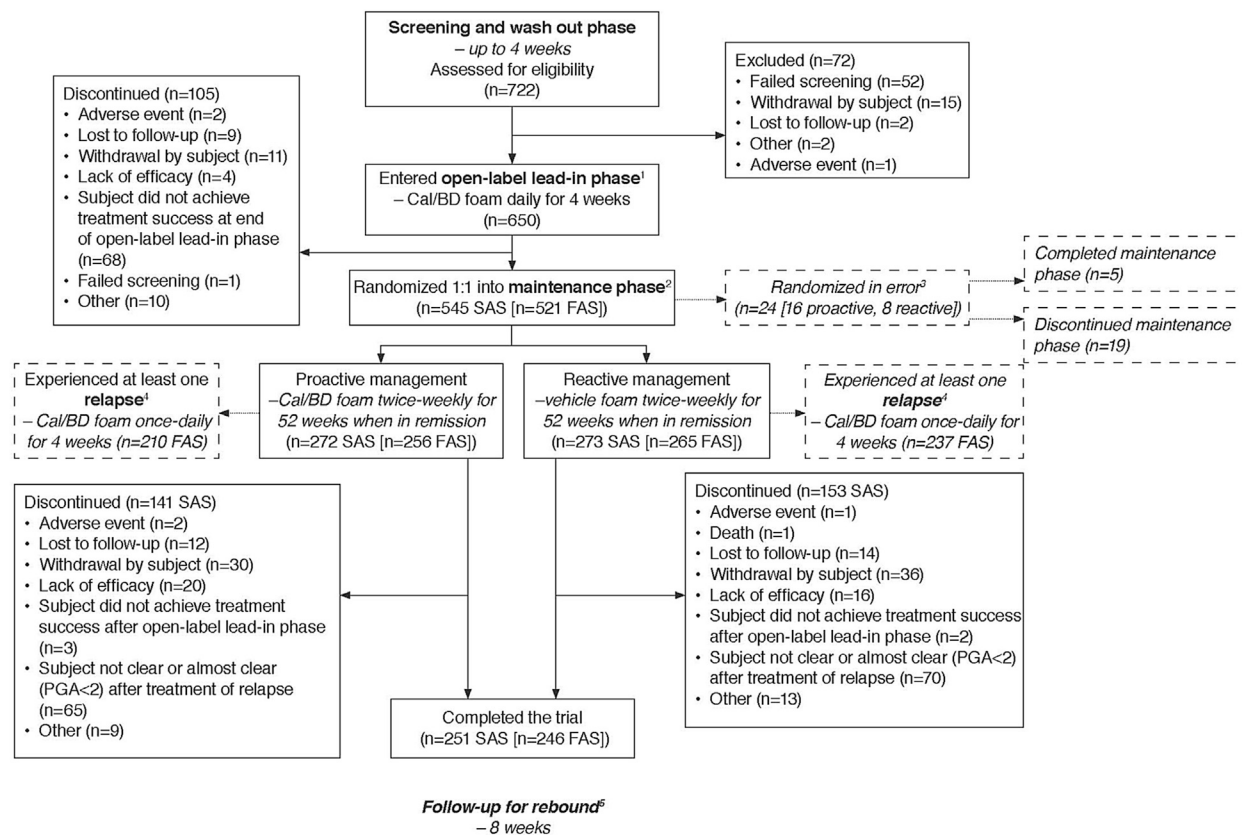 Screening and wash out phase
– up to 4 weeks
Assessed for eligibility
(n=722)
Excluded (n=72)
• Failed screening (n=52)
• Withdrawal by subject (n=15)
• Lost to follow-up (n=2)
• Other (n=2)
• Adverse event (n=1)
Discontinued (n=105)
• Adverse event (n=2)
• Lost to follow-up (n=9)
• Withdrawal by subject (n=11)
• Lack of efficacy (n=4)
• Subject did not achieve
treatment success at end
of open-label lead-in phase
(n=68)
• Failed screening (n=1)
• Other (n=10)
Entered open-label lead-in phase¹
– Cal/BD foam daily for 4 weeks
(n=650)
Randomized 1:1 into maintenance phase²
(n=545 SAS [n=521 FAS])
Randomized in error³
(n=24 [16 proactive, 8 reactive])
Completed maintenance
phase (n=5)
Discontinued maintenance
phase (n=19)
Experienced at least one
relapse⁴
– Cal/BD foam once-daily
for 4 weeks (n=210 FAS)
Proactive management
–Cal/BD foam twice-weekly for
52 weeks when in remission
(n=272 SAS [n=256 FAS])
Reactive management
–vehicle foam twice-weekly for
52 weeks when in remission
(n=273 SAS [n=265 FAS])
Experienced at least one
relapse⁴
– Cal/BD foam once-daily for
4 weeks (n=237 FAS)
Discontinued (n=141 SAS)
• Adverse event (n=2)
• Lost to follow-up (n=12)
• Withdrawal by subject (n=30)
• Lack of efficacy (n=20)
• Subject did not achieve treatment
success after open-label lead-in phase
(n=3)
• Subject not clear or almost clear
(PGA<2) after treatment of relapse
(n=65)
• Other (n=9)
Discontinued (n=153 SAS)
• Adverse event (n=1)
• Death (n=1)
• Lost to follow-up (n=14)
• Withdrawal by subject (n=36)
• Lack of efficacy (n=16)
• Subject did not achieve treatment success
after open-label lead-in phase (n=2)
• Subject not clear or almost clear (PGA<2)
after treatment of relapse (n=70)
• Other (n=13)
Completed the trial
(n=251 SAS [n=246 FAS])
Follow-up for rebound⁵
– 8 weeks